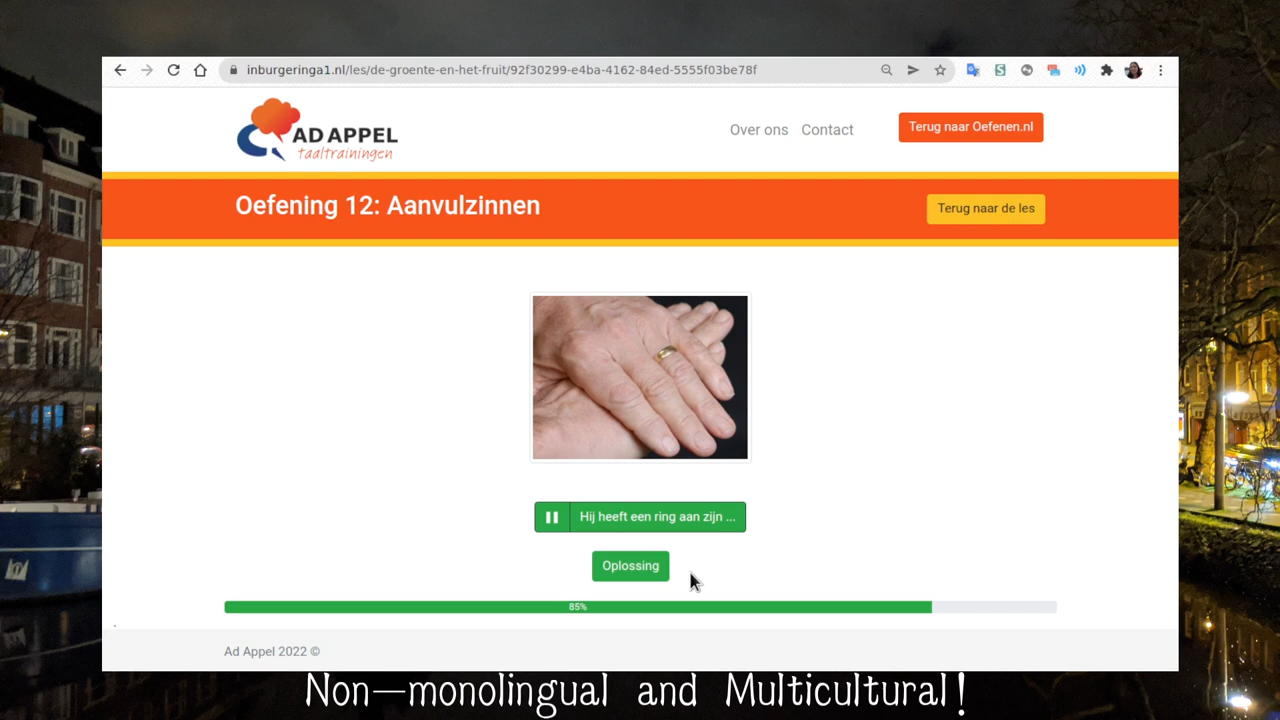 inburgeringa1.nl/les/de-groente-en-het-fruit/92f30299-e4ba-4162-84ed-5555f03be78f
AD APPEL
taaltrainingen
Over ons
Contact
Terug naar Oefenen.nl
Oefening 12: Aanvulzinnen
Terug naar de les
Hij heeft een ring aan zijn ...
Oplossing
85%
Ad Appel 2022 ©
Non—monolingual and Multicultural!